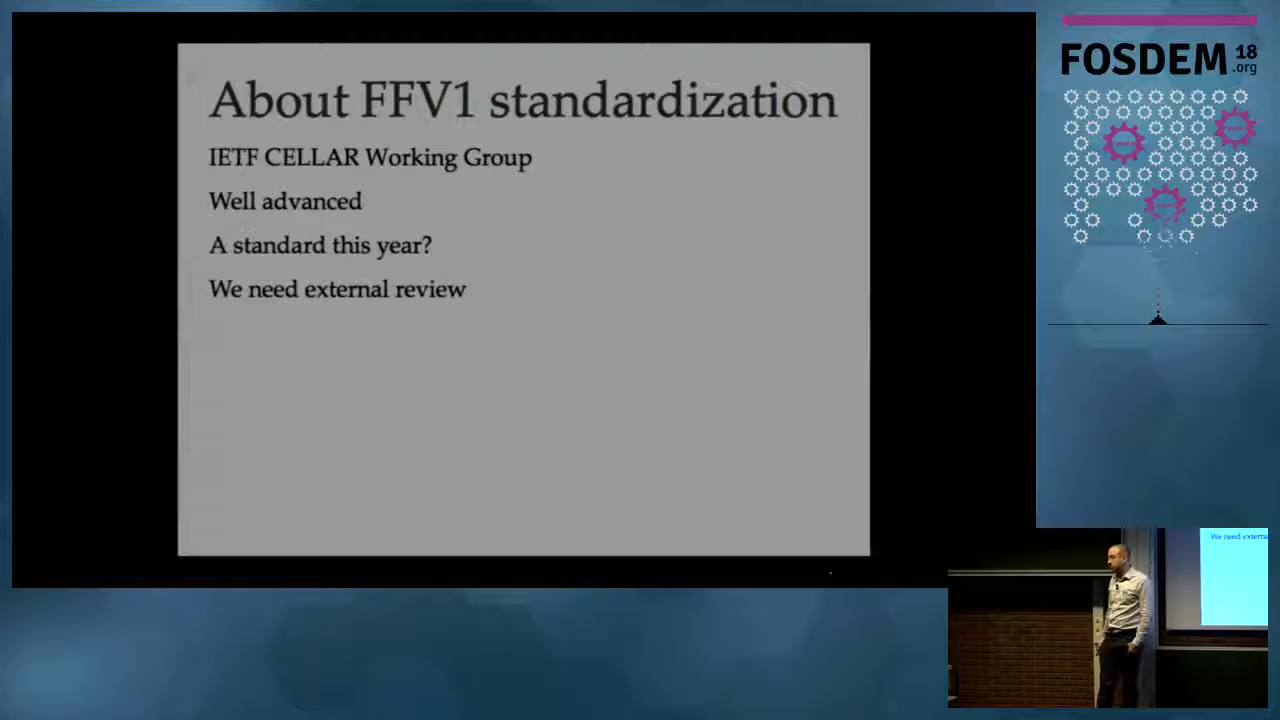 About FFV1 standardization
IETF CELLAR Working Group
Well advanced
A standard this year?
We need external review
FOSDEM 18
.org
We need externa